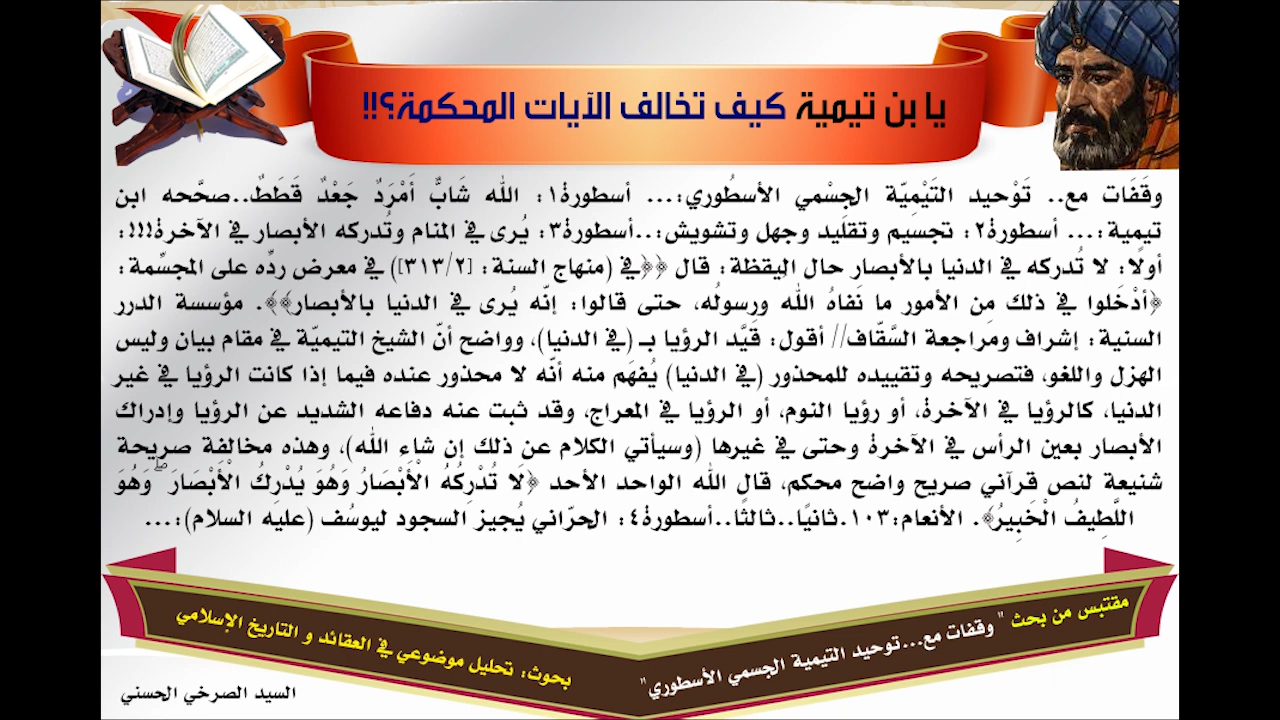 يا بن تيمية كيف تخالف الآيات المحكمة؟!!
وقَفَات مع.. تَوْحيد التَيْمِيّة الجِسْمي الأسطُوري:... أسطورة١: الله شَابٌّ أَمْرَدٌ جَعْدٌ قَطَطٌ..صحَّحه ابن
تيمية:... أسطورة٢: تجسيم وتقليد وجهل وتشويش:..أسطورة٣: يُرى في المنام وتُدركه الأبصار في الآخرة!!!:
أولًا: لا تُدركه في الدنيا بالأبصار حال اليقظة: قال ﴿﴿في (منهاج السنة: [٣١٣/٢]) في معرض ردِّه على المجسِّمة:
﴿أدْخَلوا في ذلك مِن الأمور ما نَفاهُ الله ورسولُه، حتى قالوا: إنّه يُرى في الدنيا بالأبصار﴾﴾. مؤسسة الدرر
السنية: إشراف ومَراجعة السَّقّاف// أقول: قَيَّد الرؤيا بـ (في الدنيا)، وواضح أنّ الشيخ التيميّة في مقام بيان وليس
الهزل واللغو، فتصريحه وتقييده للمحذور (في الدنيا) يُفهَم منه أنّه لا محذور عنده فيما إذا كانت الرؤيا في غير
الدنيا، كالرؤيا في الآخرة، أو رؤيا النوم، أو الرؤيا في المعراج، وقد ثبت عنه دفاعه الشديد عن الرؤيا وإدراك
الأبصار بعين الرأس في الآخرة وحتى في غيرها (وسيأتي الكلام عن ذلك إن شاء الله)، وهذه مخالفة صريحة
شنيعة لنص قرآني صريح واضح محكم، قال الله الواحد الأحد ﴿لَا تُدْرِكُهُ الْأَبْصَارُ وَهُوَ يُدْرِكُ الْأَبْصَارَ ۖ وَهُوَ
اللَّطِيفُ الْخَبِيرُ﴾. الأنعام:١٠٣.ثانيًا..ثالثًا..أسطورة٤: الحرّاني يُجيز السجود ليوسُف (عليه السلام):...
مقتبس من بحث " وقفات مع...توحيد التيمية الجسمي الأسطوري"
بحوث: تحليل موضوعي في العقائد و التاريخ الإسلامي
السيد الصرخي الحسني